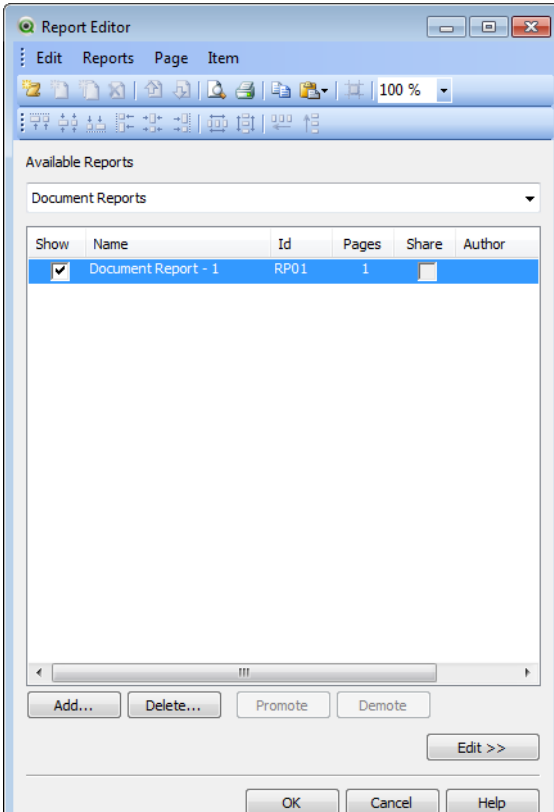 Report Editor
Edit Reports Page Item
100 %
Available Reports
Document Reports
Show Name Id Pages Share Author
Document Report - 1 RP01 1
Add... Delete... Promote Demote
Edit >>
OK Cancel Help